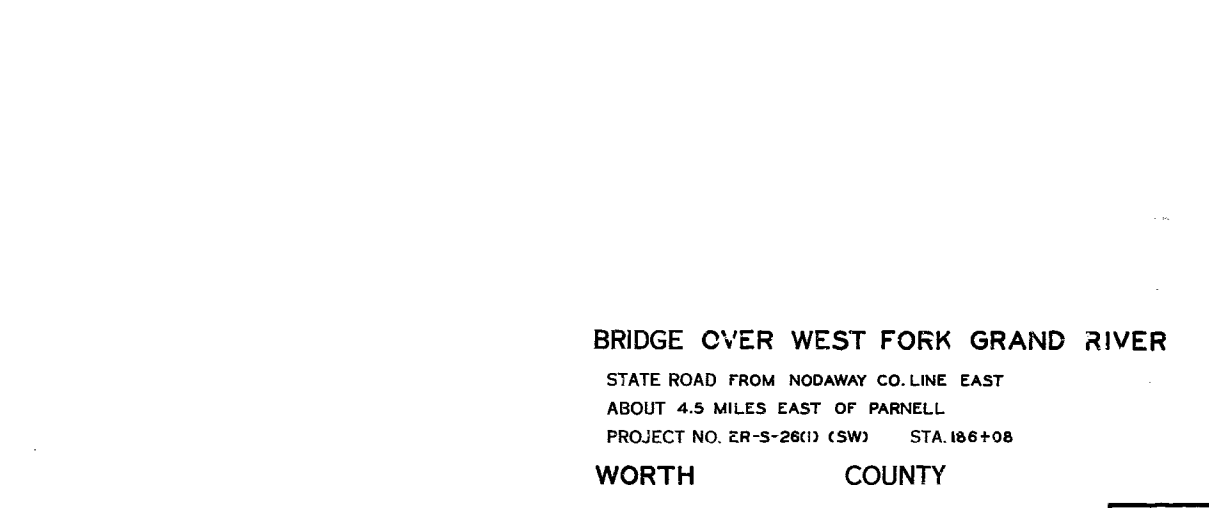 BRIDGE OVER WEST FORK GRAND RIVER
STATE ROAD FROM NODAWAY CO. LINE EAST
ABOUT 4.5 MILES EAST OF PARNELL
PROJECT NO. ER-S-26(1) (SW) STA. 186+08
WORTH COUNTY